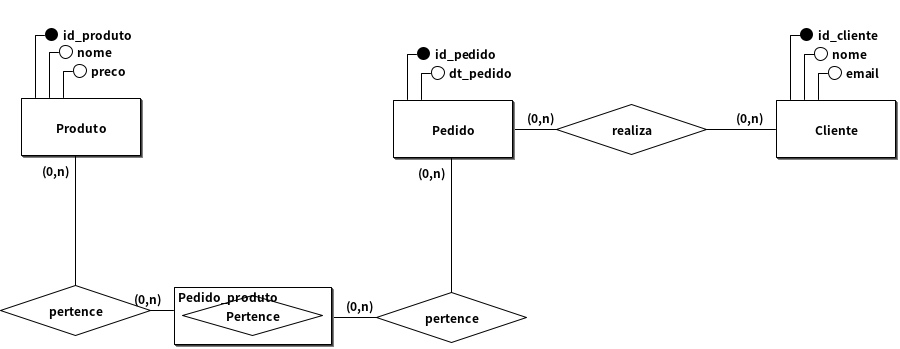 id_produto
nome
preco
Produto
(0,n)
id_pedido
dt_pedido
Pedido
(0,n)
(0,n)
realiza
(0,n)
id_cliente
nome
email
Cliente
pertence
(0,n)
Pedido_produto
Pertence
(0,n)
pertence